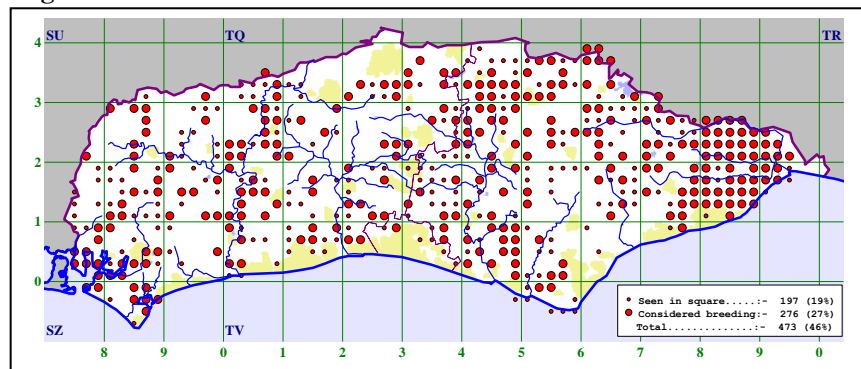 SU TQ TR
4
3
2
1
0
SZ TV
Seen in square.....:- 197 (19%)
Considered breeding:- 276 (27%)
Total..............:- 473 (46%)
8 9 0 1 2 3 4 5 6 7 8 9 0